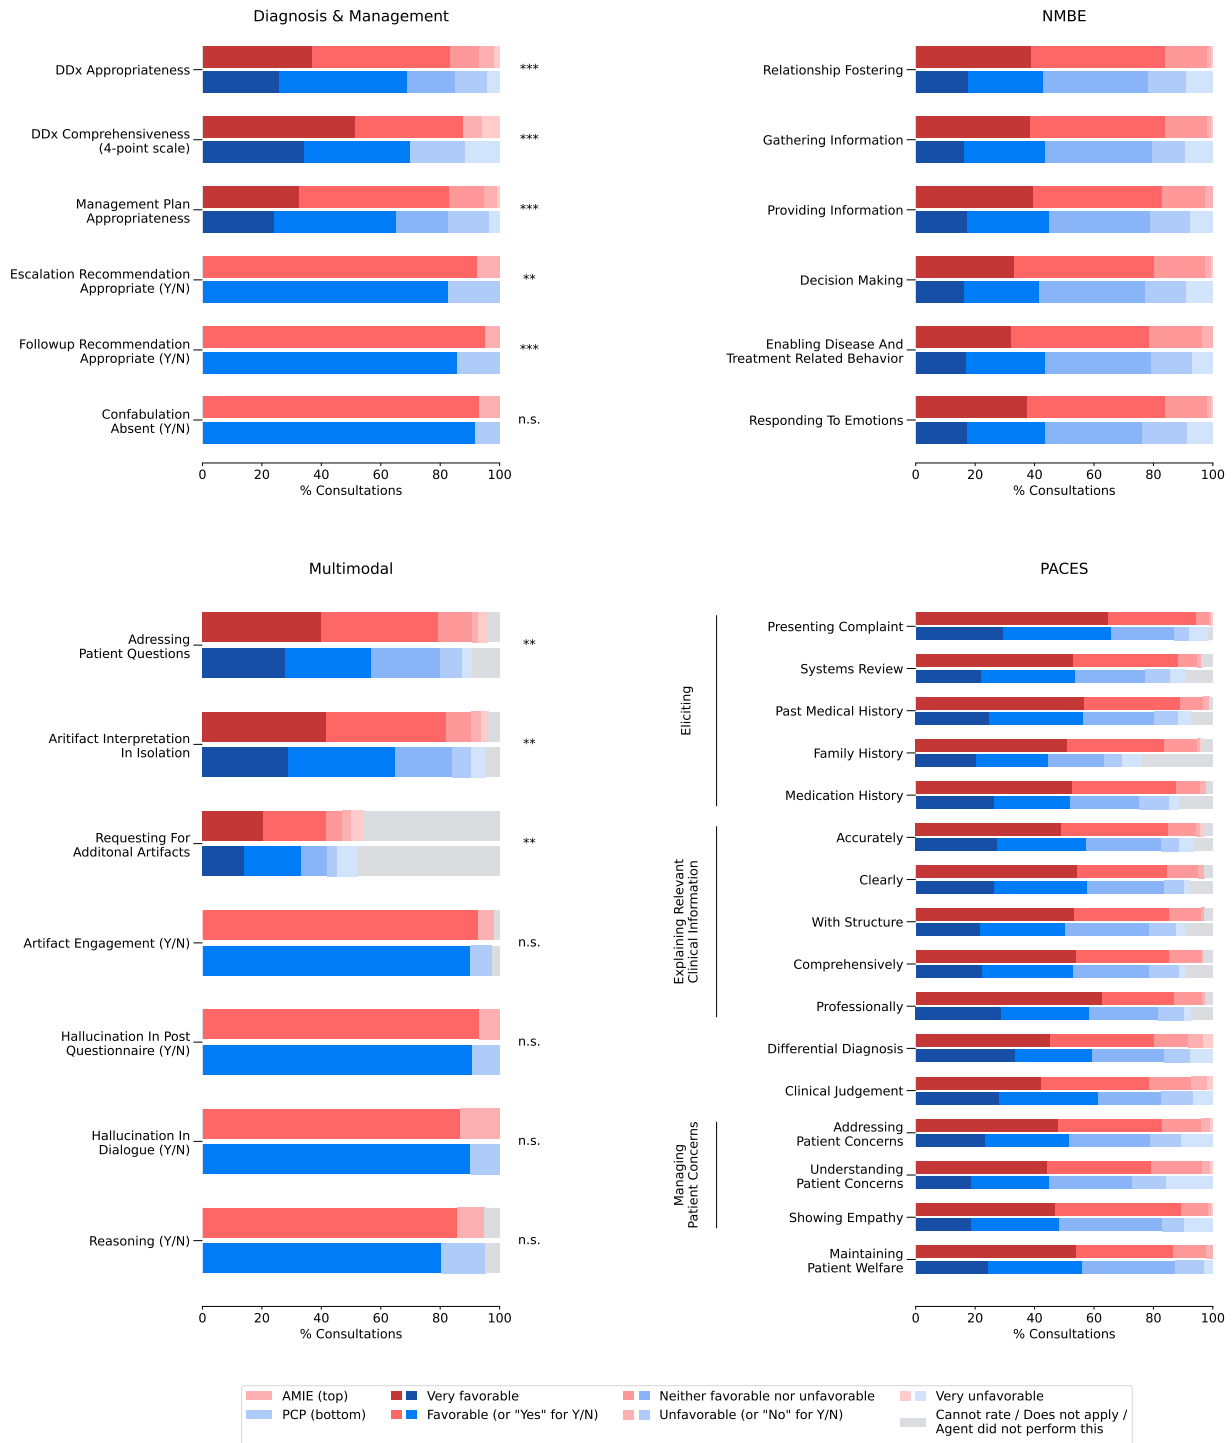 Diagnosis & Management
DDx Appropriateness
***
DDx Comprehensiveness
(4-point scale)
***
Management Plan
Appropriateness
***
Escalation Recommendation
Appropriate (Y/N)
**
Followup Recommendation
Appropriate (Y/N)
***
Confabulation
Absent (Y/N)
n.s.
0 20 40 60 80 100
% Consultations
NMBE
Relationship Fostering
Gathering Information
Providing Information
Decision Making
Enabling Disease And
Treatment Related Behavior
Responding To Emotions
0 20 40 60 80 100
% Consultations
Multimodal
Adressing
Patient Questions
**
Aritifact Interpretation
In Isolation
**
Requesting For
Additonal Artifacts
**
Artifact Engagement (Y/N)
n.s.
Hallucination In Post
Questionnaire (Y/N)
n.s.
Hallucination In
Dialogue (Y/N)
n.s.
Reasoning (Y/N)
n.s.
0 20 40 60 80 100
% Consultations
PACES
Eliciting
Presenting Complaint
Systems Review
Past Medical History
Family History
Medication History
Explaining Relevant
Clinical Information
Accurately
Clearly
With Structure
Comprehensively
Professionally
Differential Diagnosis
Clinical Judgement
Managing
Patient Concerns
Addressing
Patient Concerns
Understanding
Patient Concerns
Showing Empathy
Maintaining
Patient Welfare
0 20 40 60 80 100
% Consultations
AMIE (top)
PCP (bottom)
Very favorable
Favorable (or "Yes" for Y/N)
Neither favorable nor unfavorable
Unfavorable (or "No" for Y/N)
Very unfavorable
Cannot rate / Does not apply /
Agent did not perform this